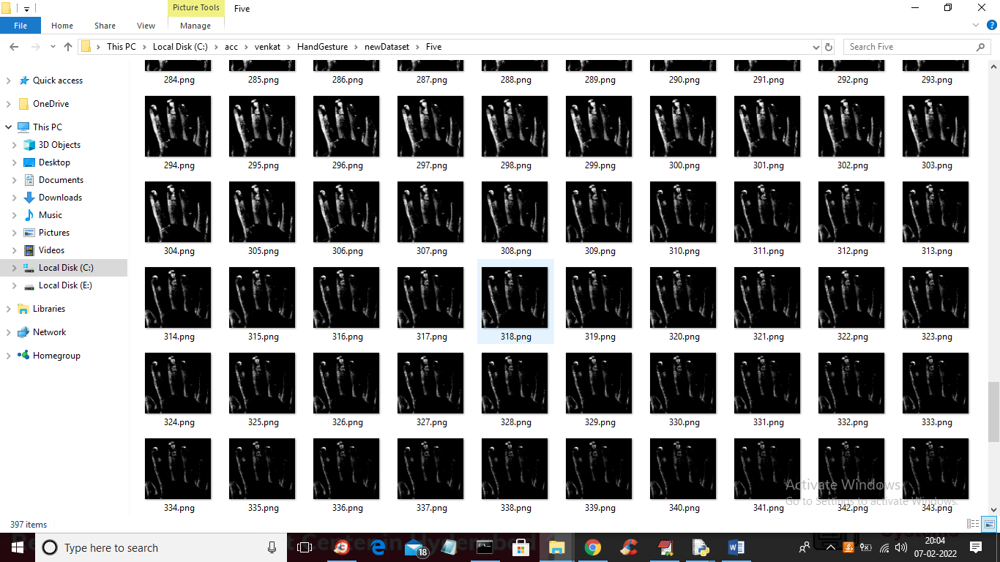 Picture Tools
Five
File
Home
Share
View
Manage
This PC
Local Disk (C:)
acc
venkat
HandGesture
newDataset
Five
Search Five
Quick access
OneDrive
This PC
3D Objects
Desktop
Documents
Downloads
Music
Pictures
Videos
Local Disk (C:)
Local Disk (E:)
Libraries
Network
Homegroup
284.png 285.png 286.png 287.png 288.png 289.png 290.png 291.png 292.png 293.png
294.png 295.png 296.png 297.png 298.png 299.png 300.png 301.png 302.png 303.png
304.png 305.png 306.png 307.png 308.png 309.png 310.png 311.png 312.png 313.png
314.png 315.png 316.png 317.png 318.png 319.png 320.png 321.png 322.png 323.png
324.png 325.png 326.png 327.png 328.png 329.png 330.png 331.png 332.png 333.png
334.png 335.png 336.png 337.png 338.png 339.png 340.png 341.png 342.png 343.png
Activate Windows
Go to Settings to activate Windows.
397 items
Type here to search
18
20:04
07-02-2022